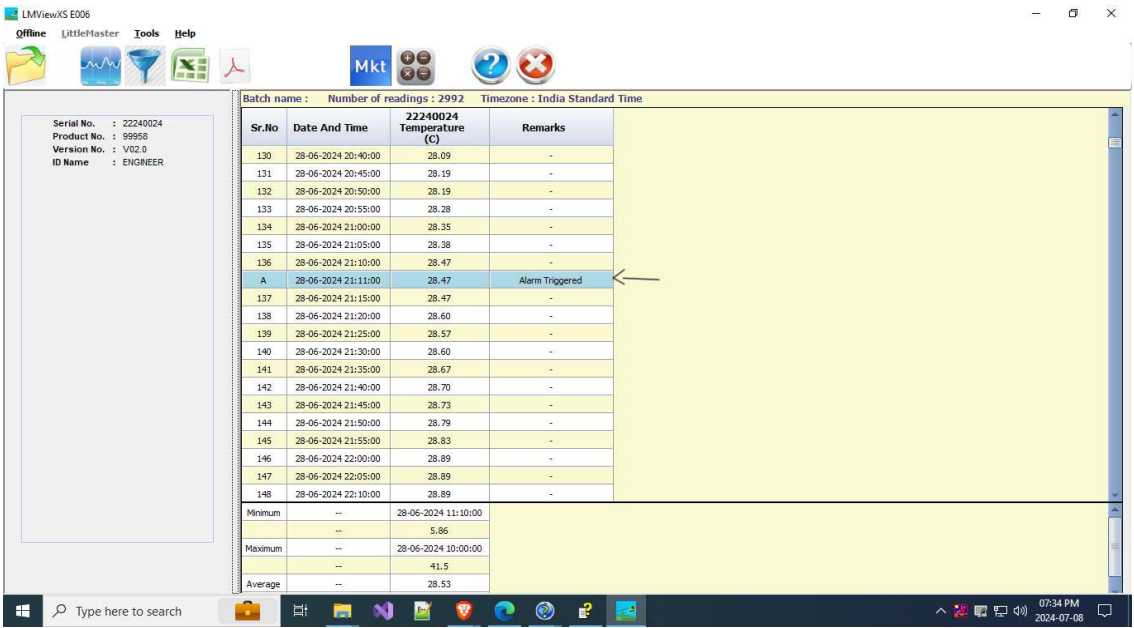 LMViewXS E006
Offline LittleMaster Tools Help
Mkt
Batch name : Number of readings : 2992 Timezone : India Standard Time
Serial No. : 22240024
Product No. : 99958
Version No. : V02.0
ID Name : ENGINEER
Sr.No Date And Time 22240024 Temperature (C) Remarks
130 28-06-2024 20:40:00 28.09 -
131 28-06-2024 20:45:00 28.19 -
132 28-06-2024 20:50:00 28.19 -
133 28-06-2024 20:55:00 28.28 -
134 28-06-2024 21:00:00 28.35 -
135 28-06-2024 21:05:00 28.38 -
136 28-06-2024 21:10:00 28.47 -
A 28-06-2024 21:11:00 28.47 Alarm Triggered
137 28-06-2024 21:15:00 28.47 -
138 28-06-2024 21:20:00 28.60 -
139 28-06-2024 21:25:00 28.57 -
140 28-06-2024 21:30:00 28.60 -
141 28-06-2024 21:35:00 28.67 -
142 28-06-2024 21:40:00 28.70 -
143 28-06-2024 21:45:00 28.73 -
144 28-06-2024 21:50:00 28.79 -
145 28-06-2024 21:55:00 28.83 -
146 28-06-2024 22:00:00 28.89 -
147 28-06-2024 22:05:00 28.89 -
148 28-06-2024 22:10:00 28.89 -
Minimum -- 28-06-2024 11:10:00
-- 5.86
Maximum -- 28-06-2024 10:00:00
-- 41.5
Average -- 28.53
Type here to search
07:34 PM
2024-07-08